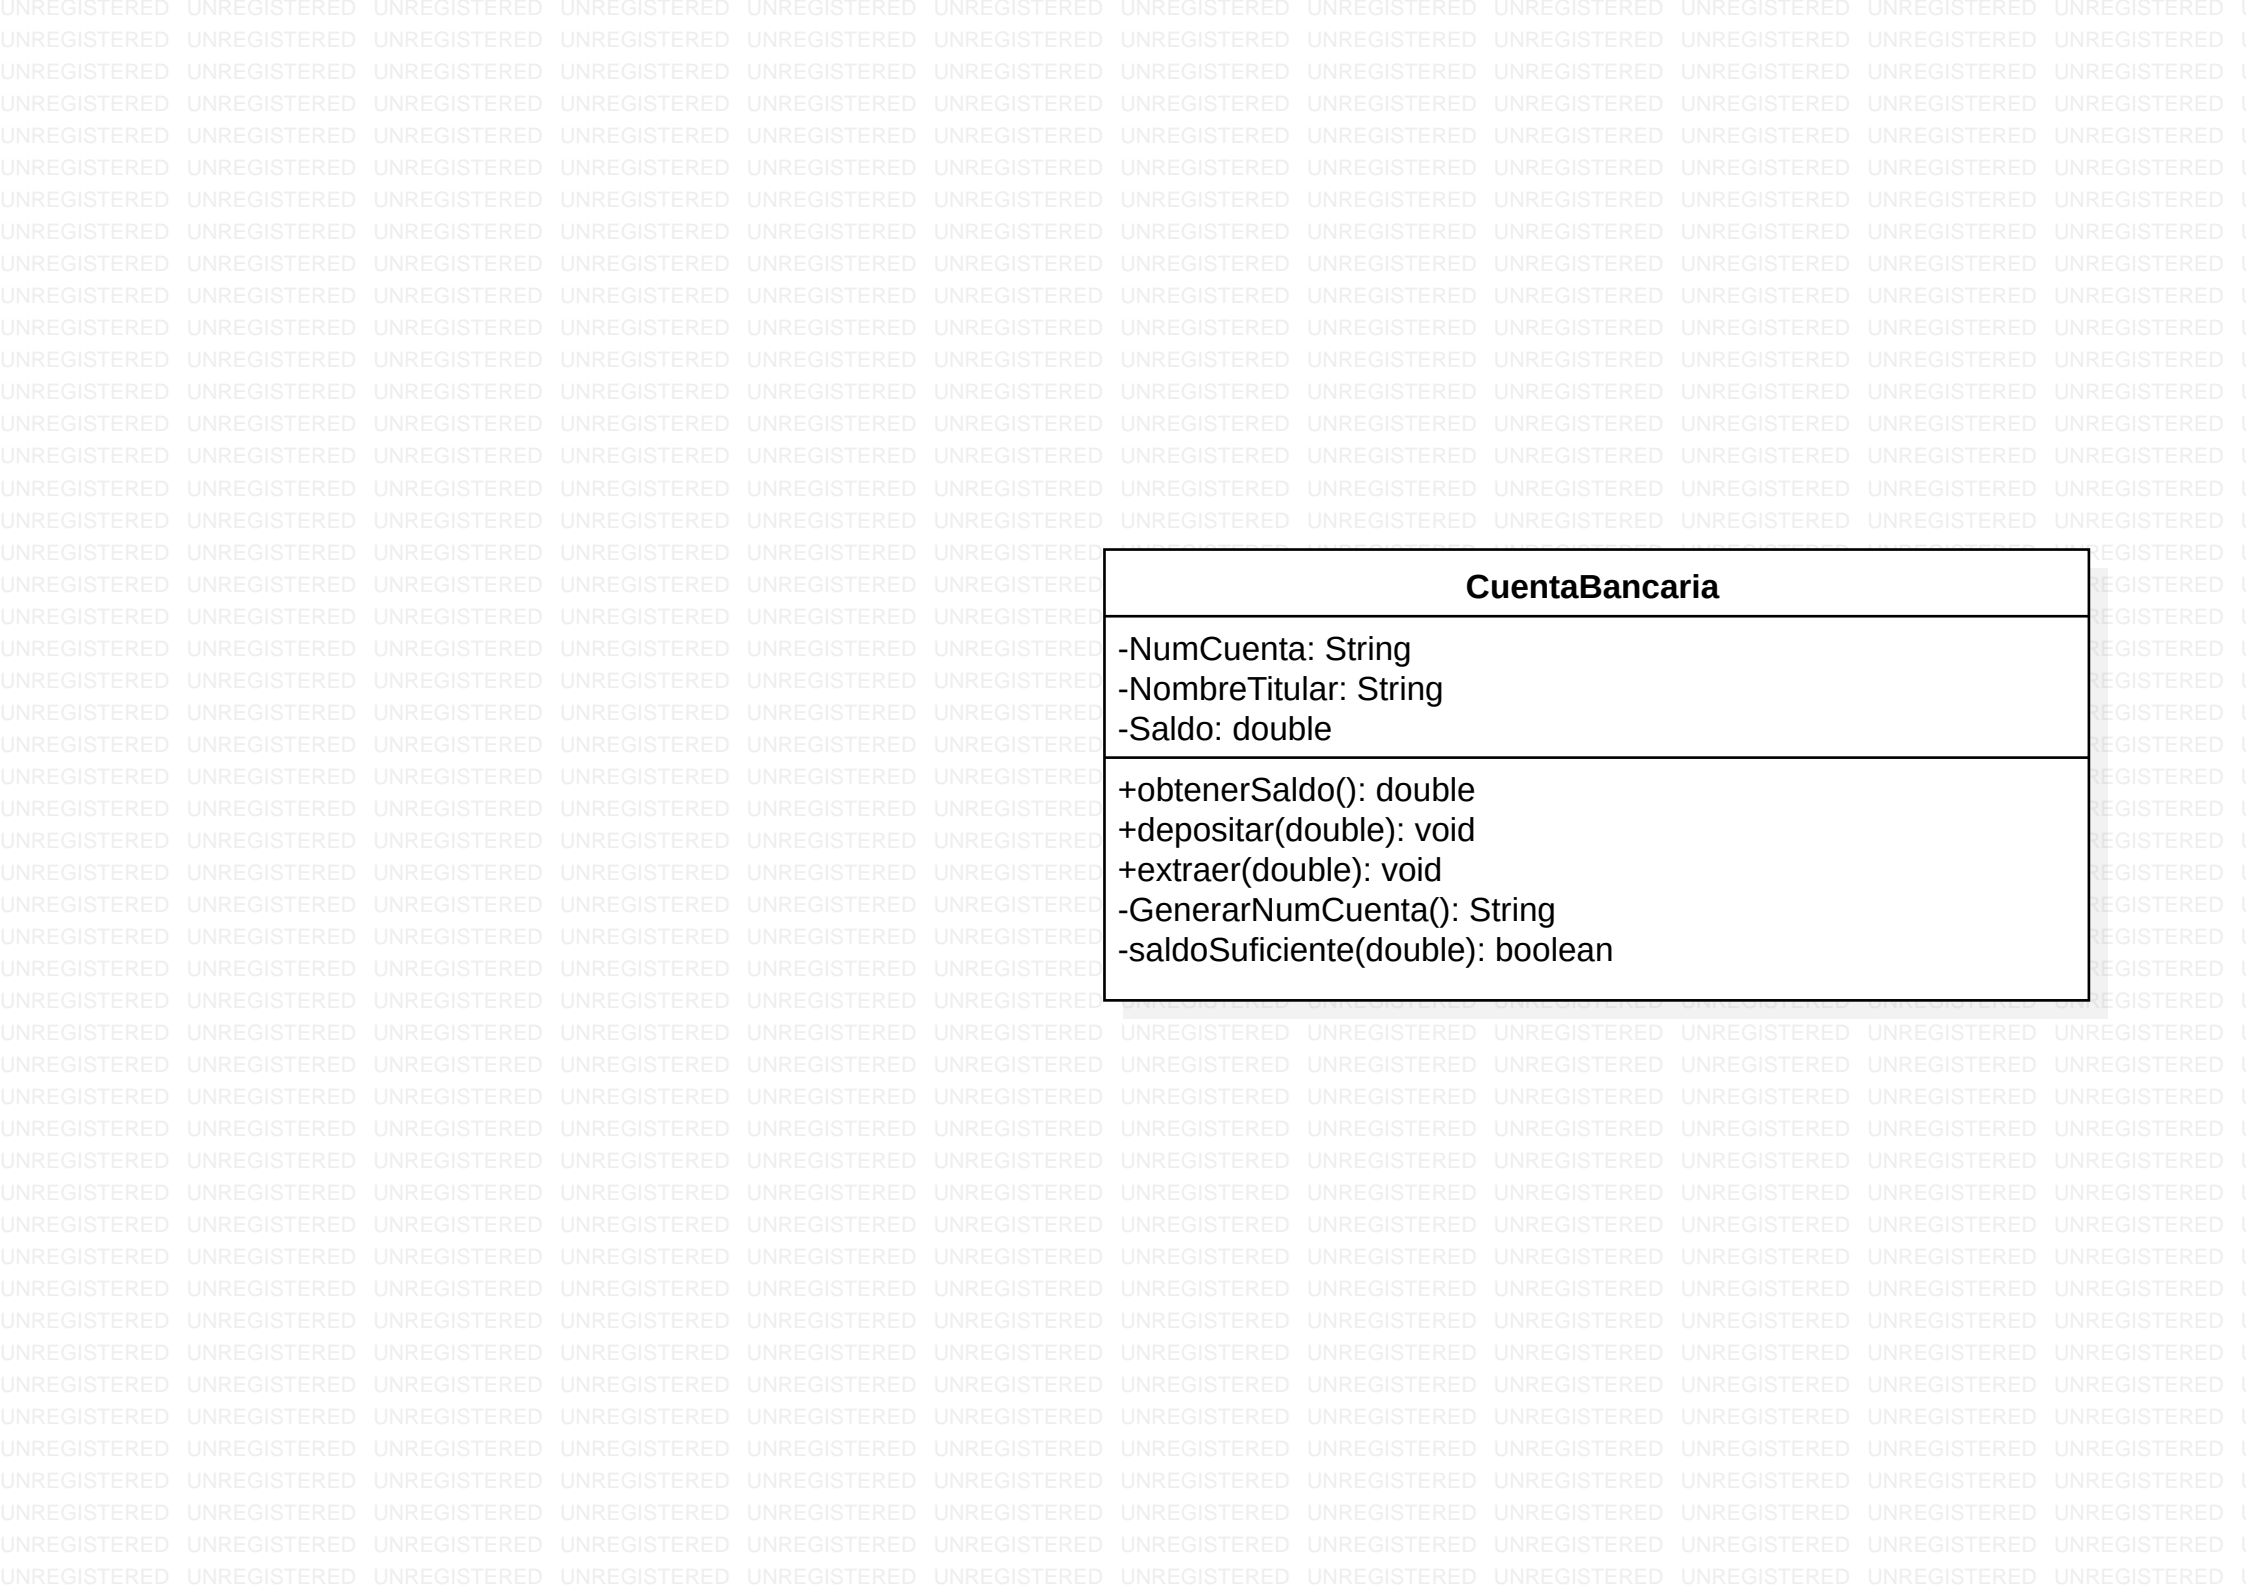 CuentaBancaria
-NumCuenta: String
-NombreTitular: String
-Saldo: double
+obtenerSaldo(): double
+depositar(double): void
+extraer(double): void
-GenerarNumCuenta(): String
-saldoSuficiente(double): boolean
UNREGISTERED